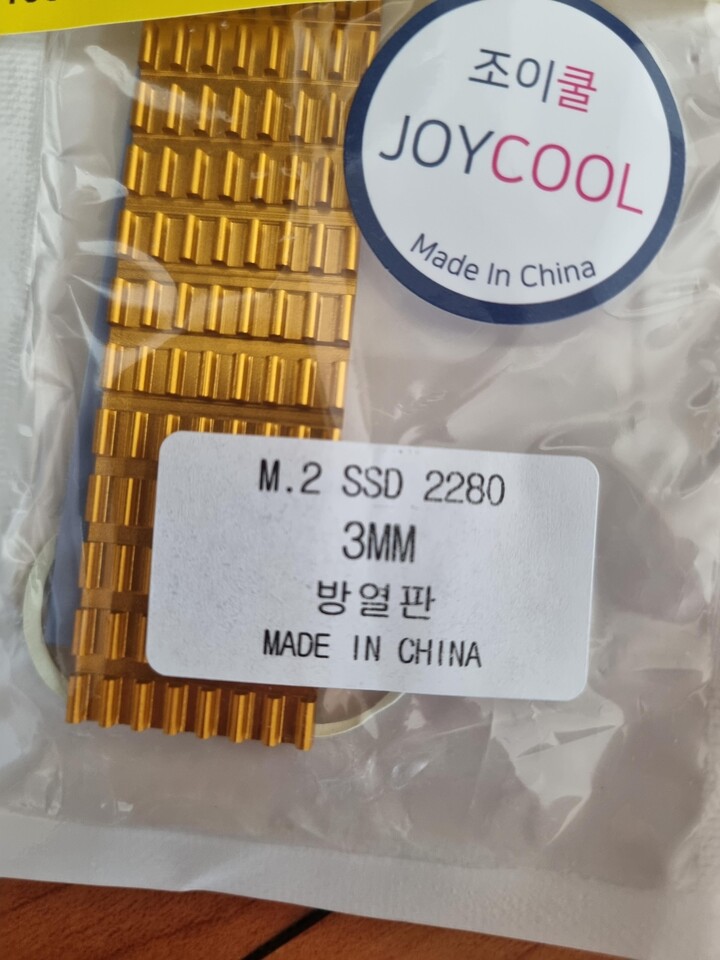 조이쿨
JOYCOOL
Made In China
M.2 SSD 2280
3MM
방열판
MADE IN CHINA